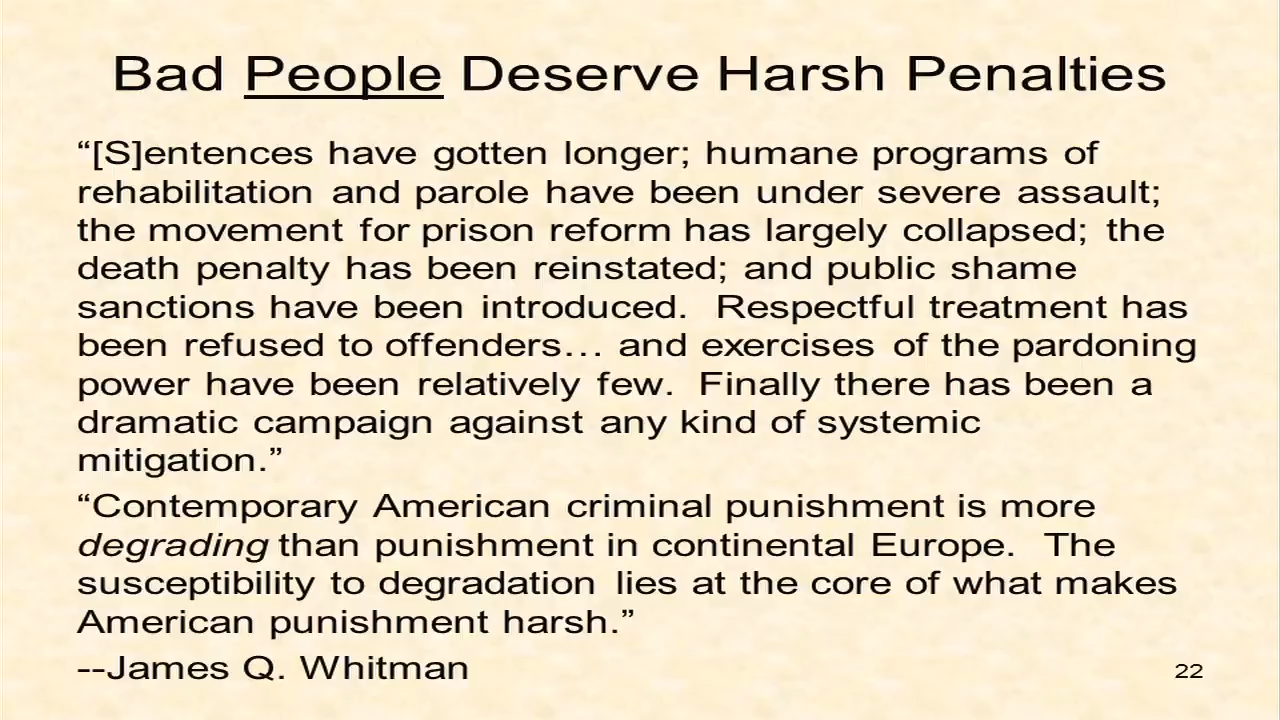 Bad People Deserve Harsh Penalties
“[S]entences have gotten longer; humane programs of
rehabilitation and parole have been under severe assault;
the movement for prison reform has largely collapsed; the
death penalty has been reinstated; and public shame
sanctions have been introduced.  Respectful treatment has
been refused to offenders… and exercises of the pardoning
power have been relatively few.  Finally there has been a
dramatic campaign against any kind of systemic
mitigation.”
“Contemporary American criminal punishment is more
degrading than punishment in continental Europe.  The
susceptibility to degradation lies at the core of what makes
American punishment harsh.”
--James Q. Whitman
22